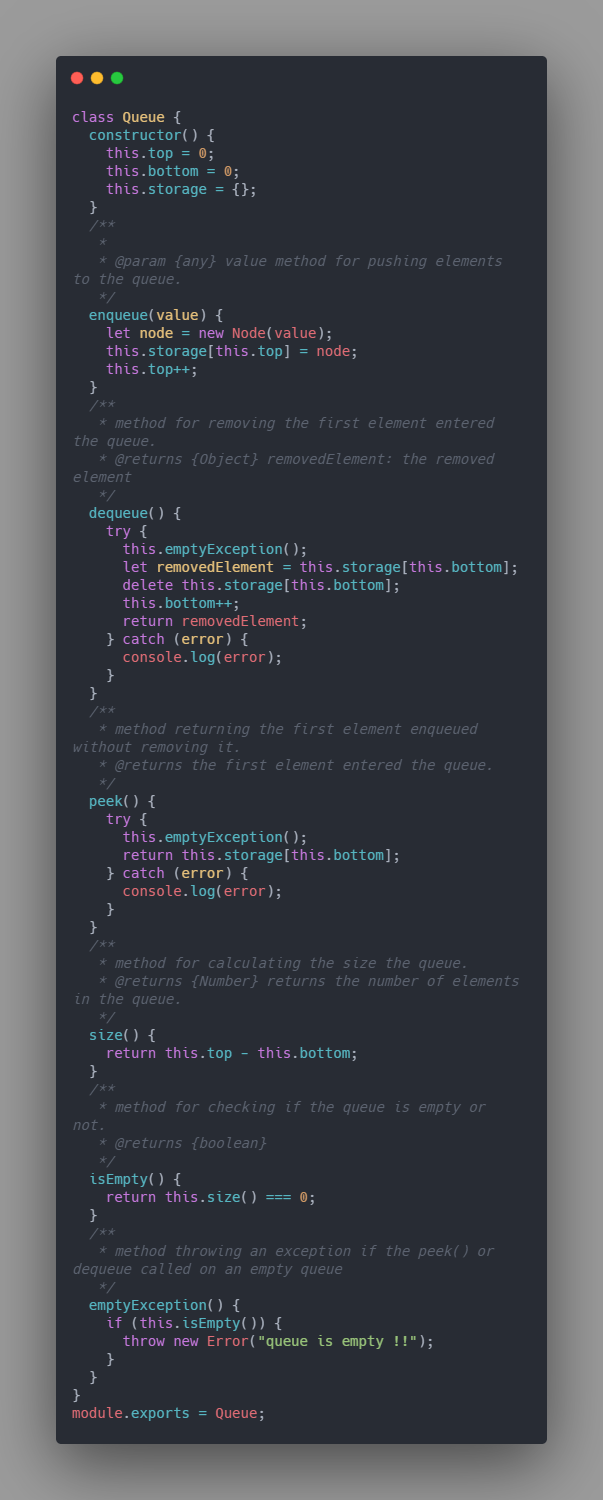 class Queue {
  constructor() {
    this.top = 0;
    this.bottom = 0;
    this.storage = {};
  }
  /**
   *
   * @param {any} value method for pushing elements
to the queue.
   */
  enqueue(value) {
    let node = new Node(value);
    this.storage[this.top] = node;
    this.top++;
  }
  /**
   * method for removing the first element entered
the queue.
   * @returns {Object} removedElement: the removed
element
   */
  dequeue() {
    try {
      this.emptyException();
      let removedElement = this.storage[this.bottom];
      delete this.storage[this.bottom];
      this.bottom++;
      return removedElement;
    } catch (error) {
      console.log(error);
    }
  }
  /**
   * method returning the first element enqueued
without removing it.
   * @returns the first element entered the queue.
   */
  peek() {
    try {
      this.emptyException();
      return this.storage[this.bottom];
    } catch (error) {
      console.log(error);
    }
  }
  /**
   * method for calculating the size the queue.
   * @returns {Number} returns the number of elements
in the queue.
   */
  size() {
    return this.top - this.bottom;
  }
  /**
   * method for checking if the queue is empty or
not.
   * @returns {boolean}
   */
  isEmpty() {
    return this.size() === 0;
  }
  /**
   * method throwing an exception if the peek() or
dequeue called on an empty queue
   */
  emptyException() {
    if (this.isEmpty()) {
      throw new Error("queue is empty !!");
    }
  }
}
module.exports = Queue;